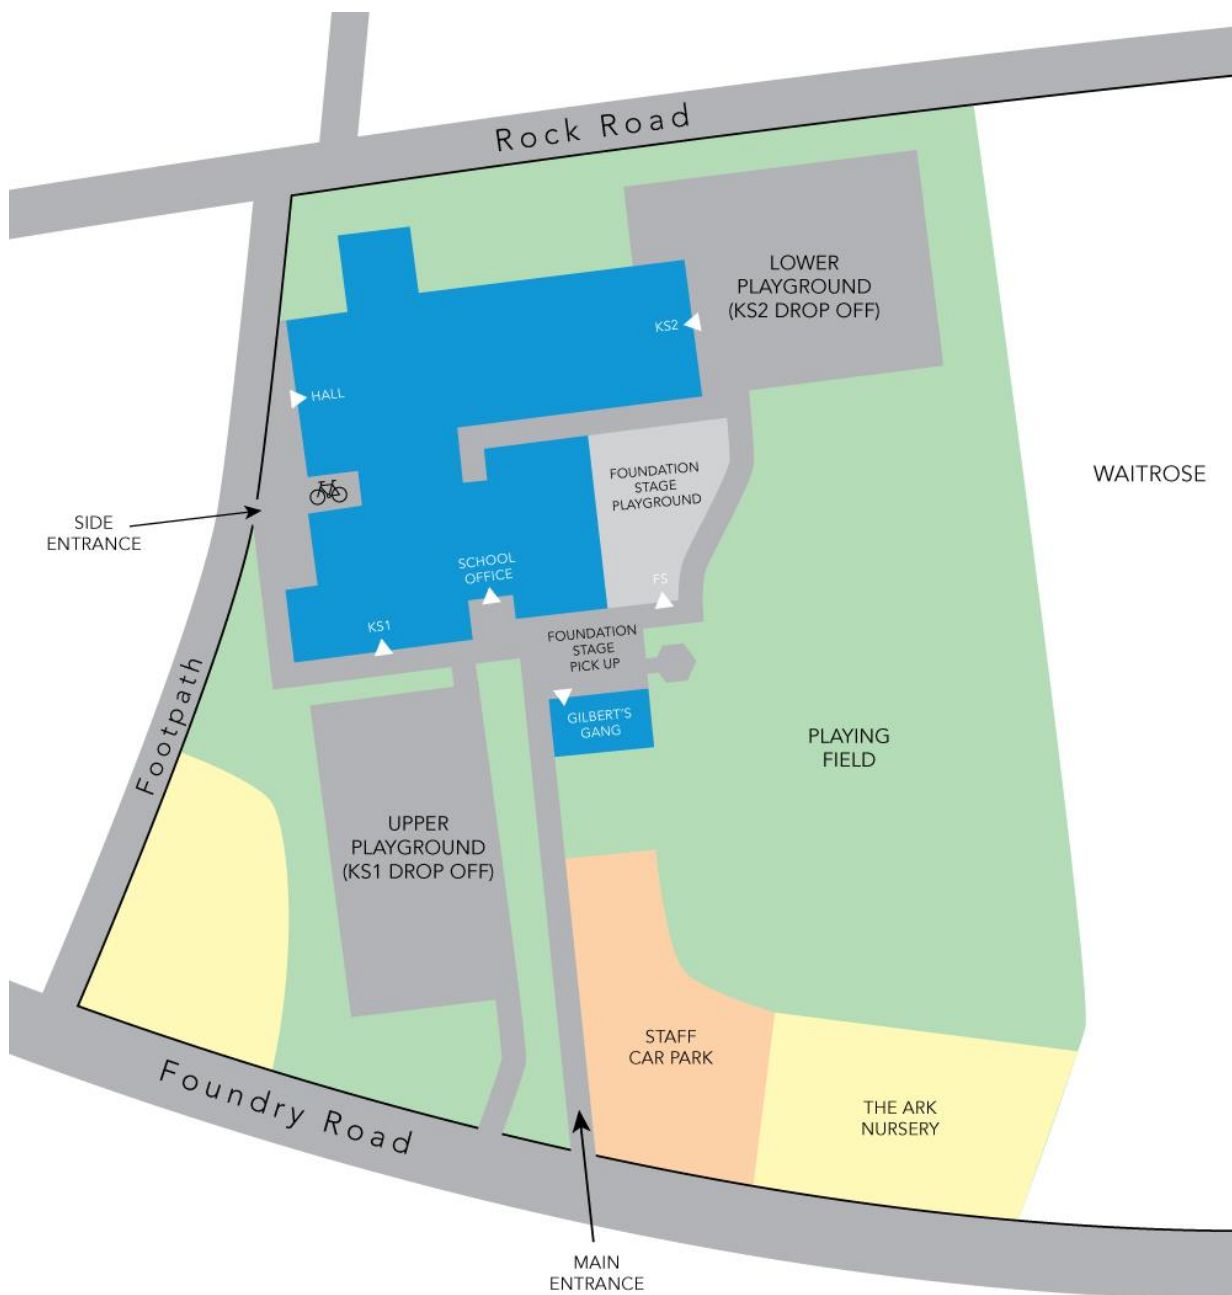 Rock Road
LOWER
PLAYGROUND
(KS2 DROP OFF)
KS2
HALL
FOUNDATION
STAGE
PLAYGROUND
WAITROSE
SIDE
ENTRANCE
SCHOOL
OFFICE
FS
KS1
FOUNDATION
STAGE
PICK UP
GILBERT'S
GANG
Footpath
PLAYING
FIELD
UPPER
PLAYGROUND
(KS1 DROP OFF)
STAFF
CAR PARK
THE ARK
NURSERY
Foundry Road
MAIN
ENTRANCE